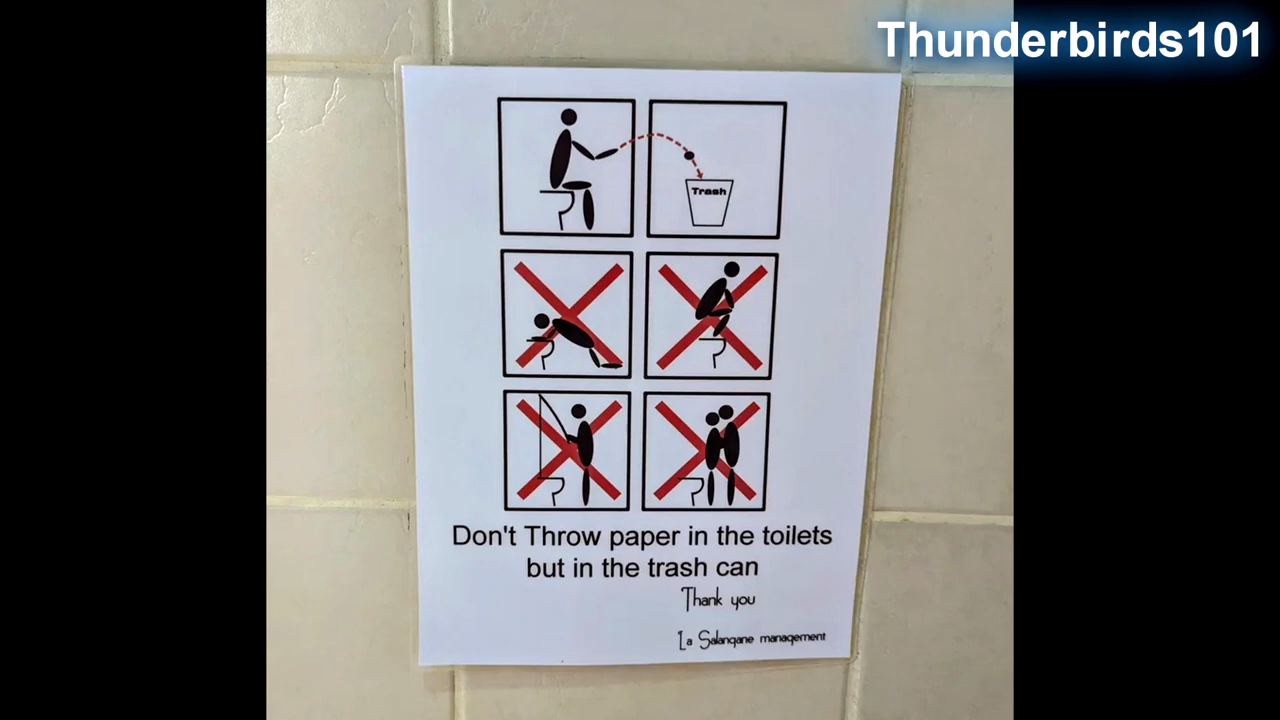 Thunderbirds101
Trash
Don't Throw paper in the toilets
but in the trash can
Thank you
La Salangane management